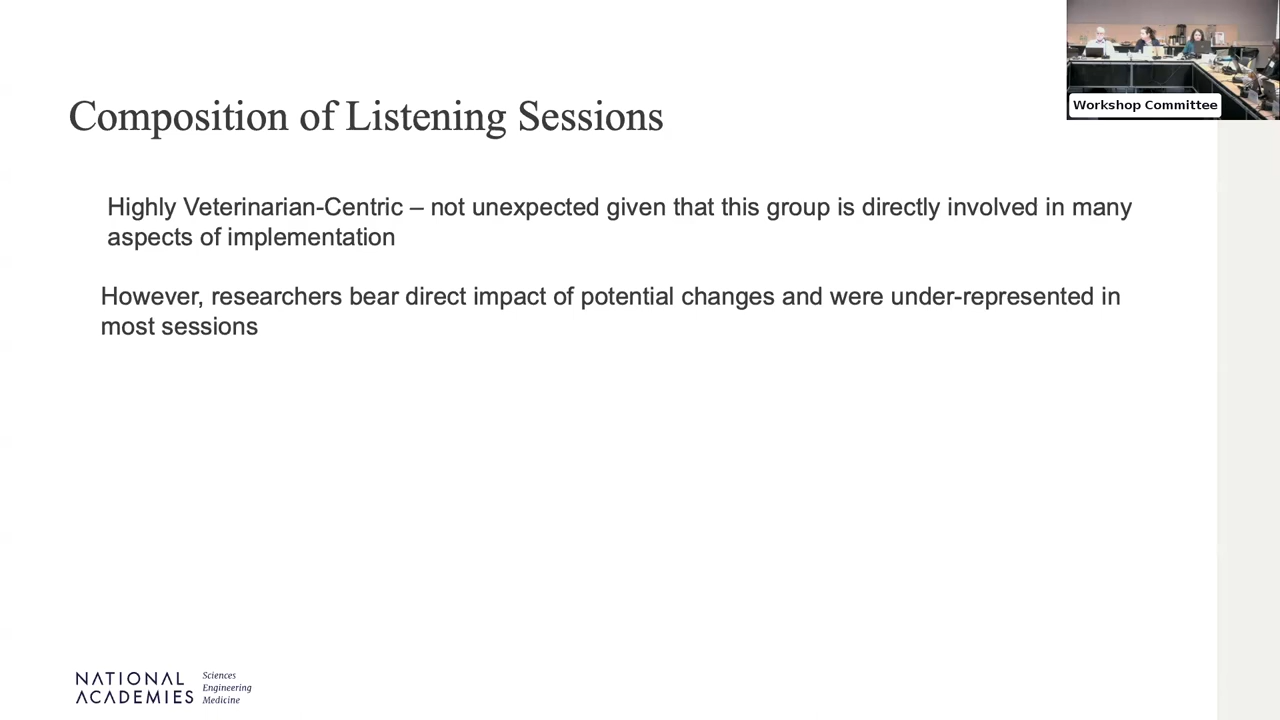 Workshop Committee
Composition of Listening Sessions
Highly Veterinarian-Centric – not unexpected given that this group is directly involved in many
aspects of implementation
However, researchers bear direct impact of potential changes and were under-represented in
most sessions
NATIONAL
ACADEMIES
Sciences
Engineering
Medicine